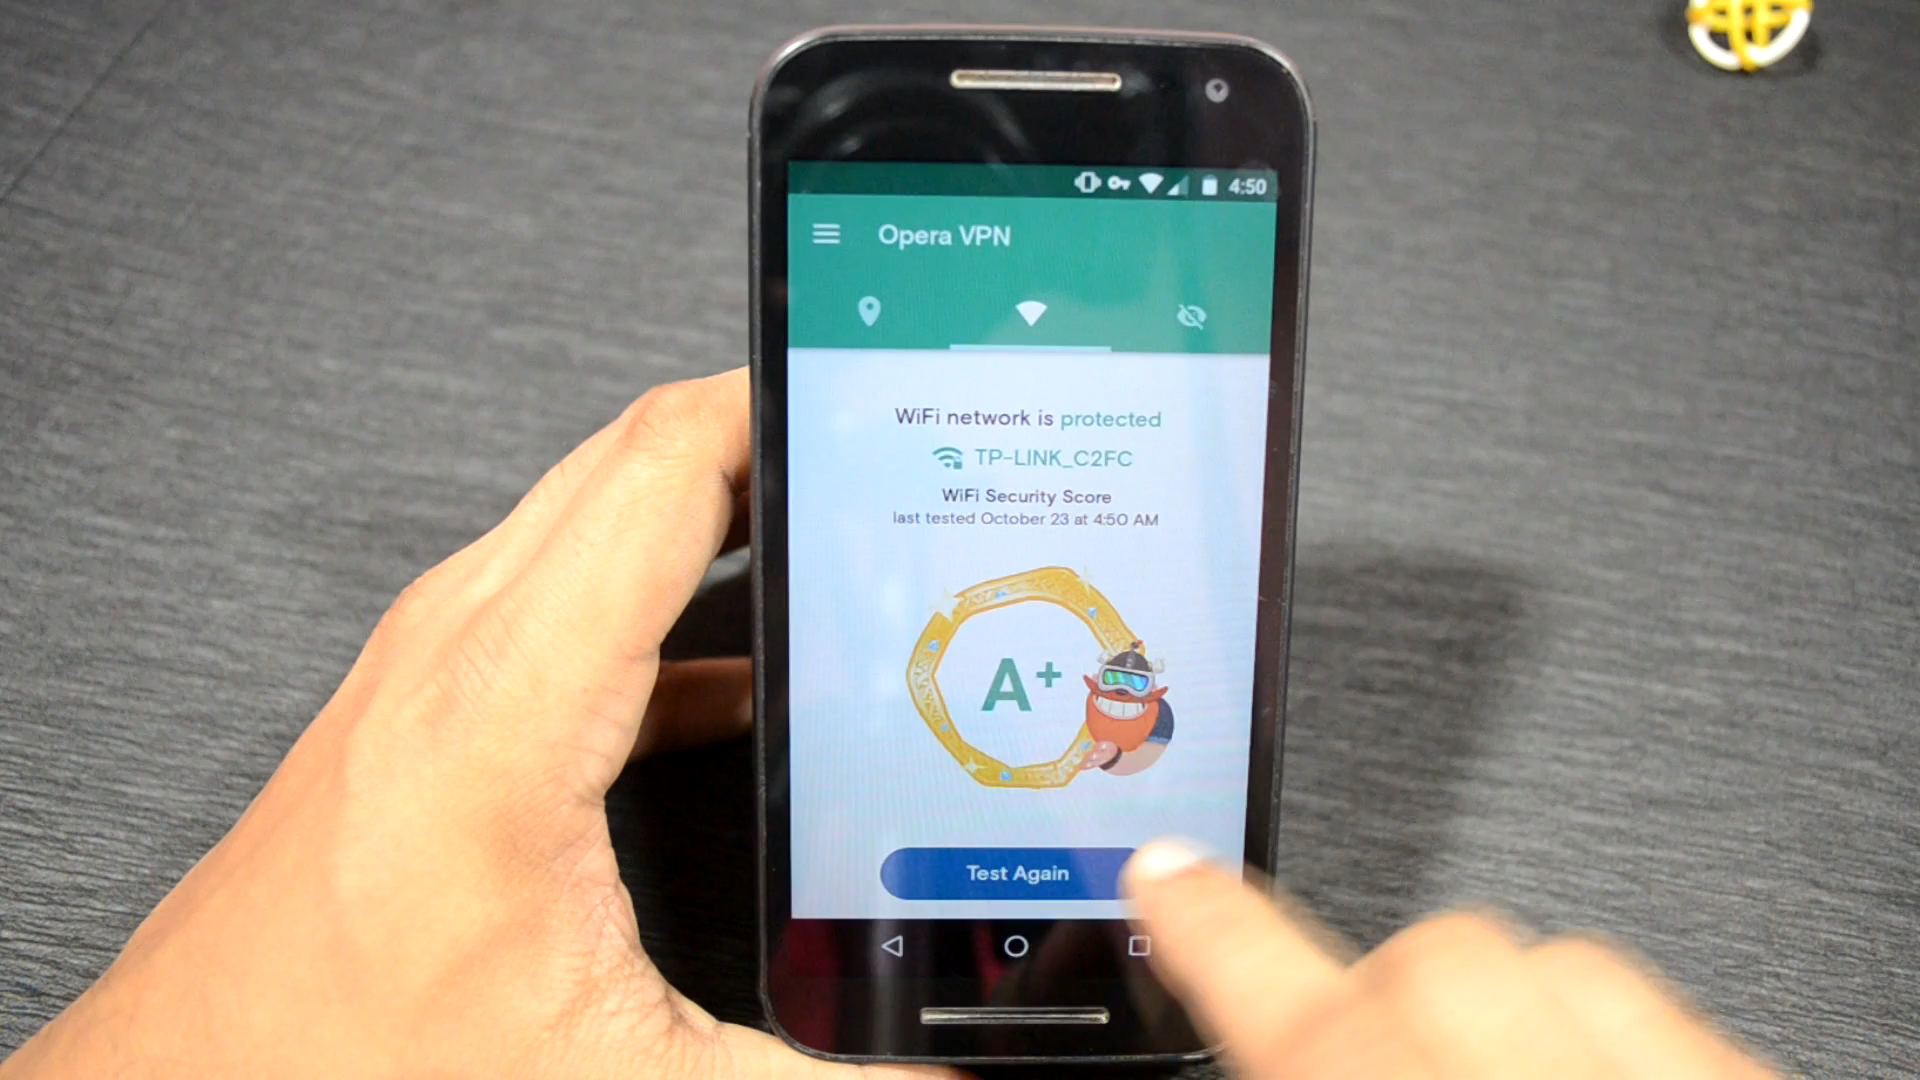 4:50
Opera VPN
WiFi network is protected
TP-LINK_C2FC
WiFi Security Score
last tested October 23 at 4:50 AM
A+
Test Again